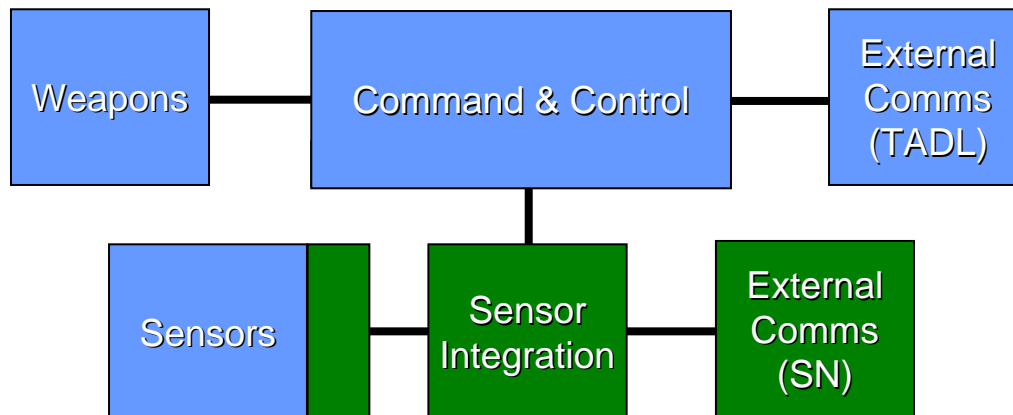 Weapons
Command & Control
External
Comms
(TADL)
Sensors
Sensor
Integration
External
Comms
(SN)